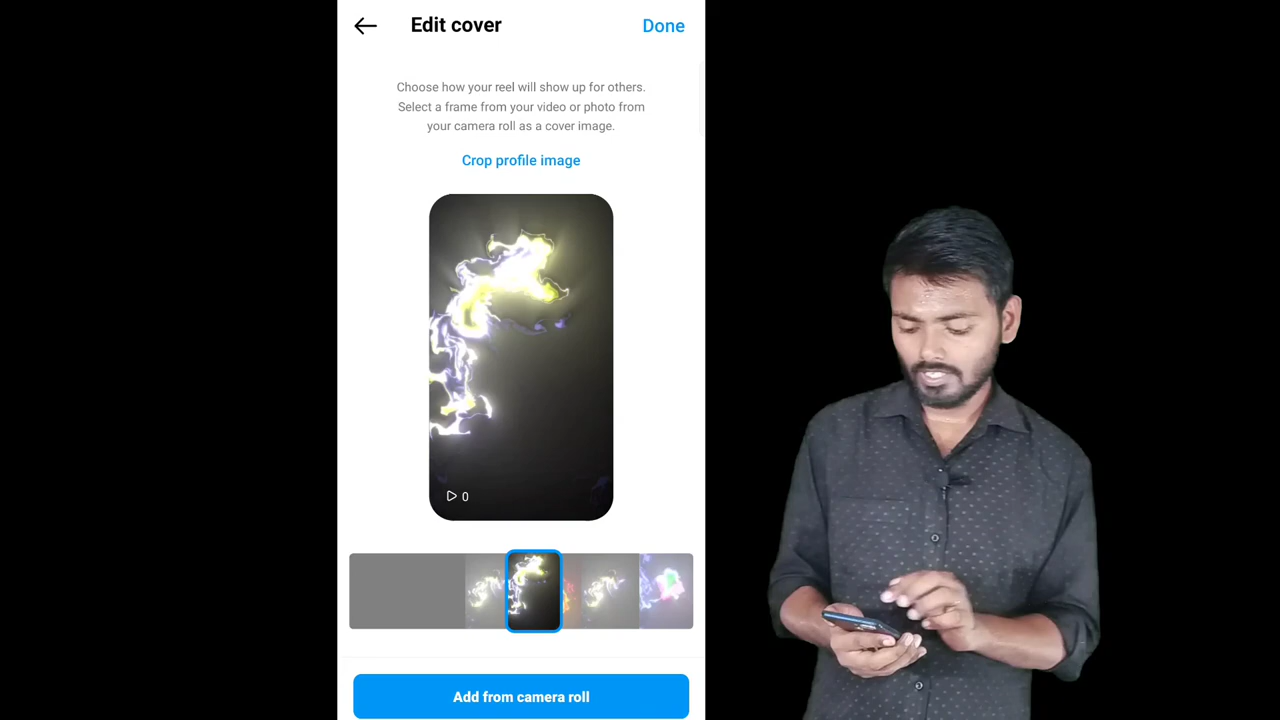 Edit cover
Done
Choose how your reel will show up for others.
Select a frame from your video or photo from
your camera roll as a cover image.
Crop profile image
0
Add from camera roll